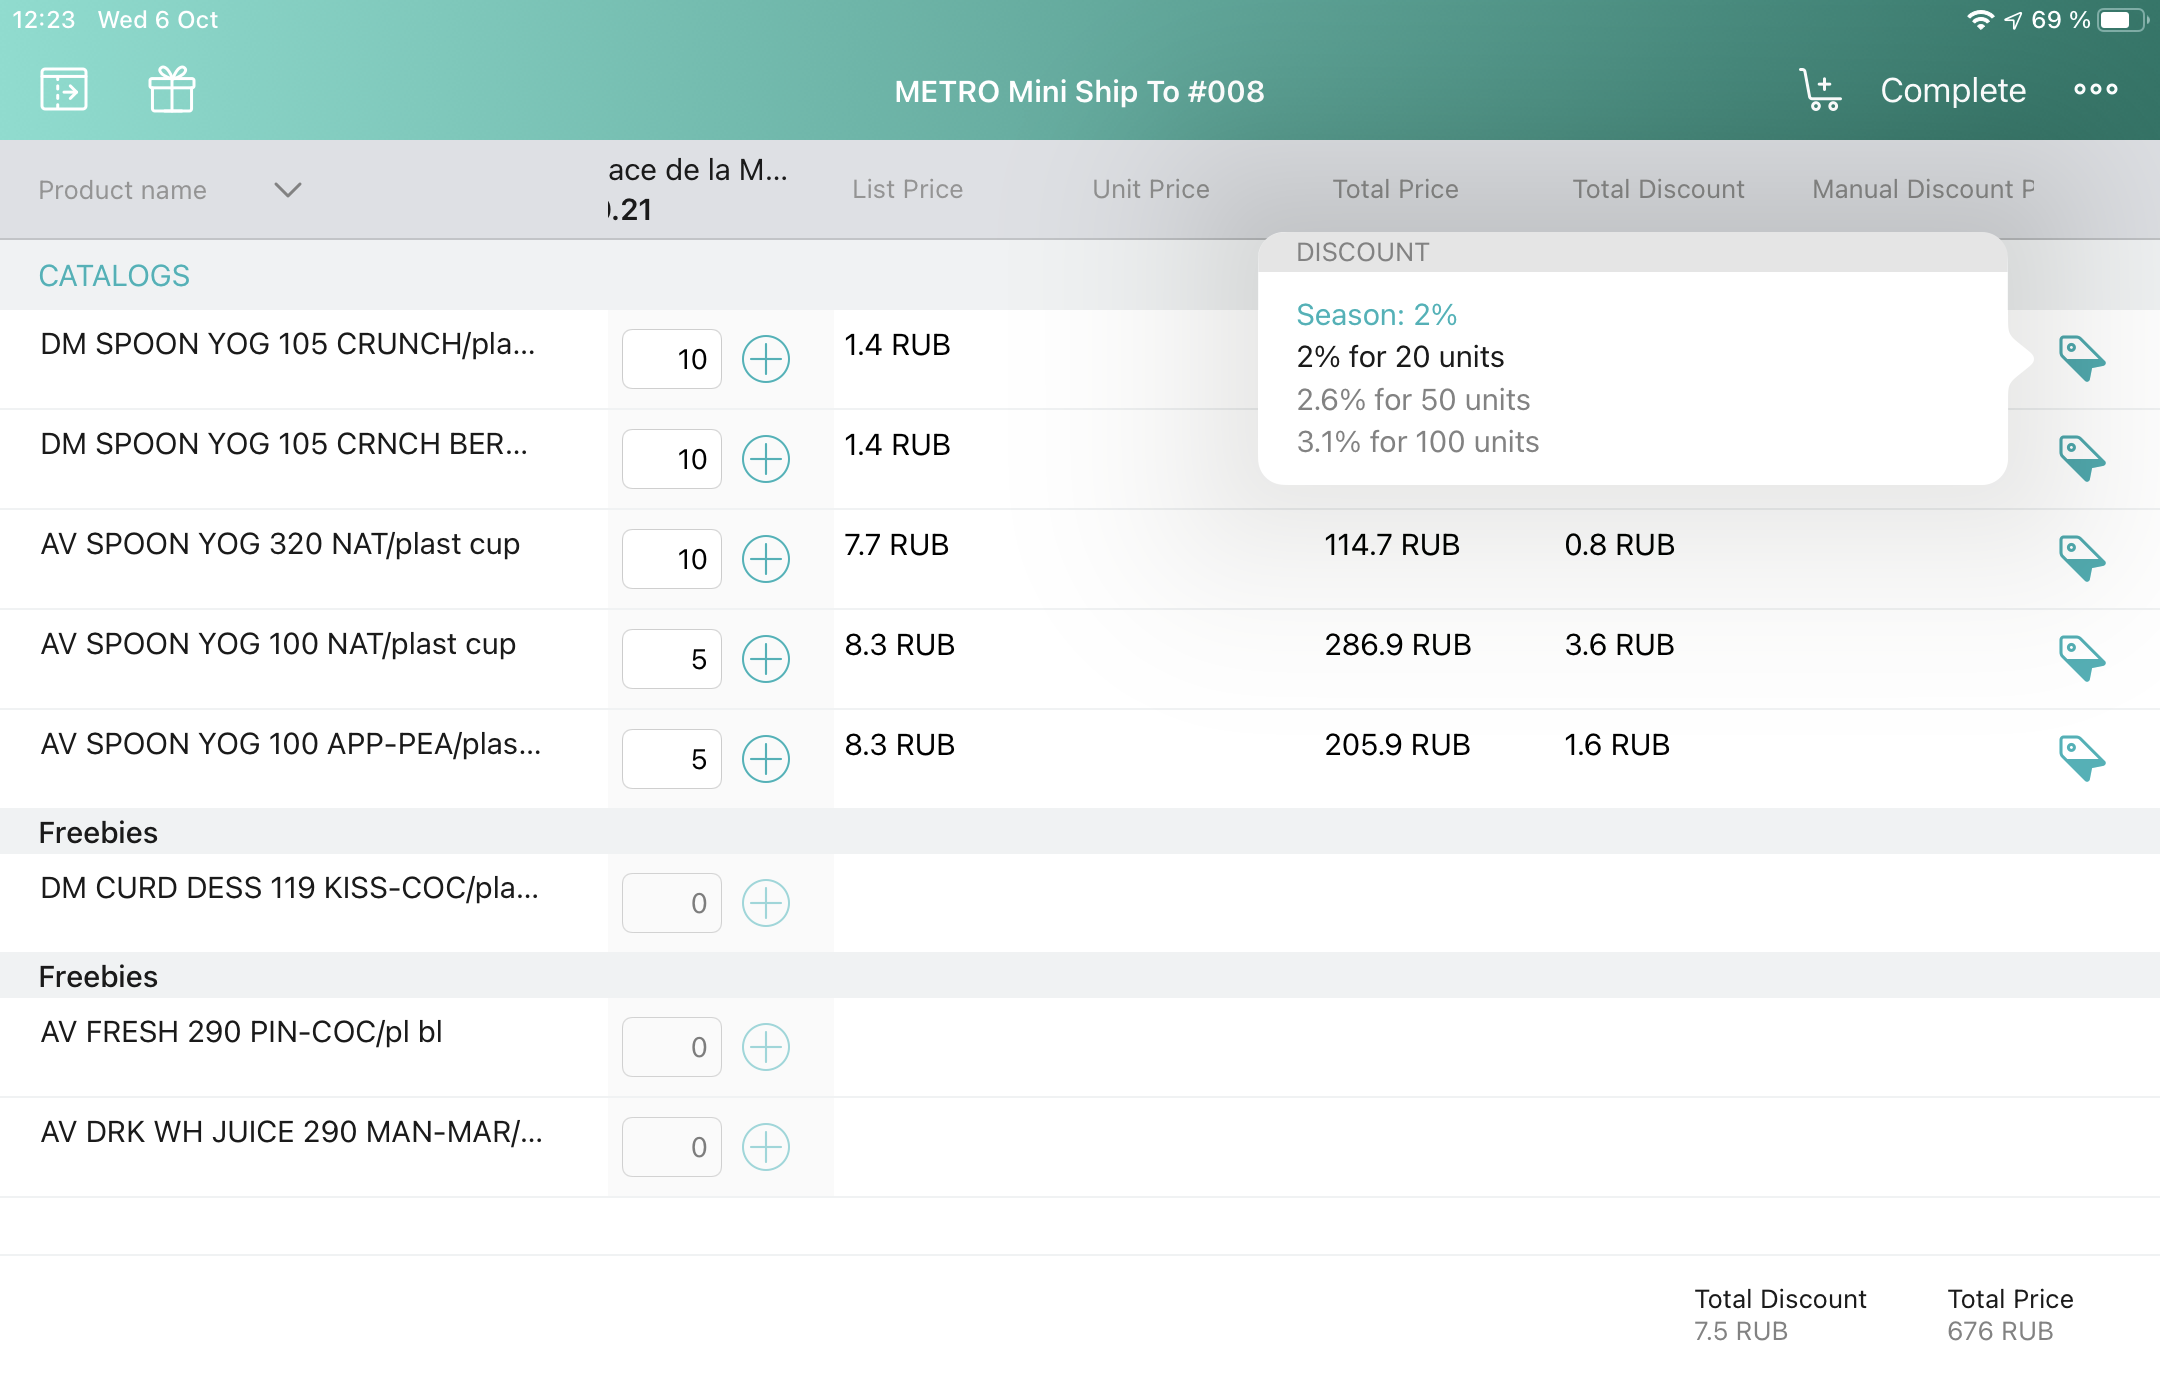 12:23 Wed 6 Oct 69 %
METRO Mini Ship To #008 Complete
Product name ace de la M... List Price Unit Price Total Price Total Discount Manual Discount P
.21
DISCOUNT
CATALOGS
Season: 2%
DM SPOON YOG 105 CRUNCH/pla... 10 1.4 RUB
2% for 20 units
2.6% for 50 units
DM SPOON YOG 105 CRNCH BER... 10 1.4 RUB
3.1% for 100 units
AV SPOON YOG 320 NAT/plast cup 10 7.7 RUB 114.7 RUB 0.8 RUB
AV SPOON YOG 100 NAT/plast cup 5 8.3 RUB 286.9 RUB 3.6 RUB
AV SPOON YOG 100 APP-PEA/plas... 5 8.3 RUB 205.9 RUB 1.6 RUB
Freebies
DM CURD DESS 119 KISS-COC/pla... 0
Freebies
AV FRESH 290 PIN-COC/pl bl 0
AV DRK WH JUICE 290 MAN-MAR/... 0
Total Discount Total Price
7.5 RUB 676 RUB